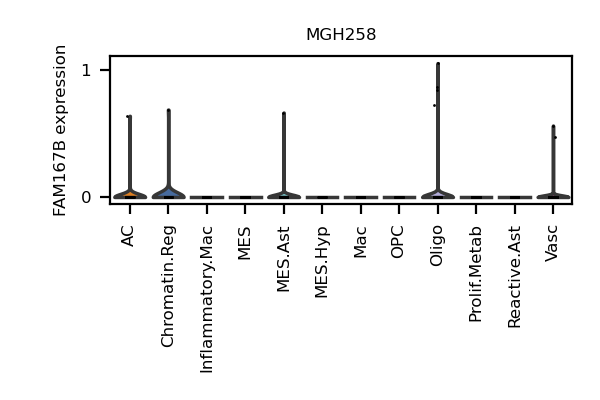 MGH258
FAM167B expression
1
0
AC
Chromatin.Reg
Inflammatory.Mac
MES
MES.Ast
MES.Hyp
Mac
OPC
Oligo
Prolif.Metab
Reactive.Ast
Vasc